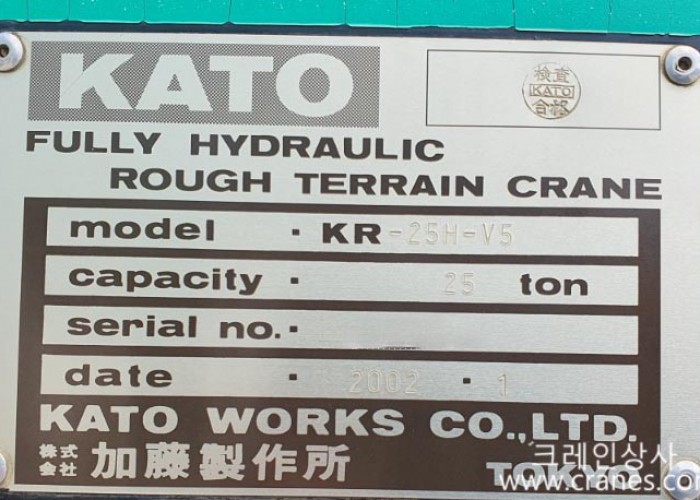 KATO
検査
KATO
合格
FULLY HYDRAULIC
ROUGH TERRAIN CRANE
model · KR-25H-V5
capacity · 25 ton
serial no. ·
date · 2002 · 1
KATO WORKS CO.,LTD.
株式会社 加藤製作所 TOKYO
크레인상사
www.cranes.co